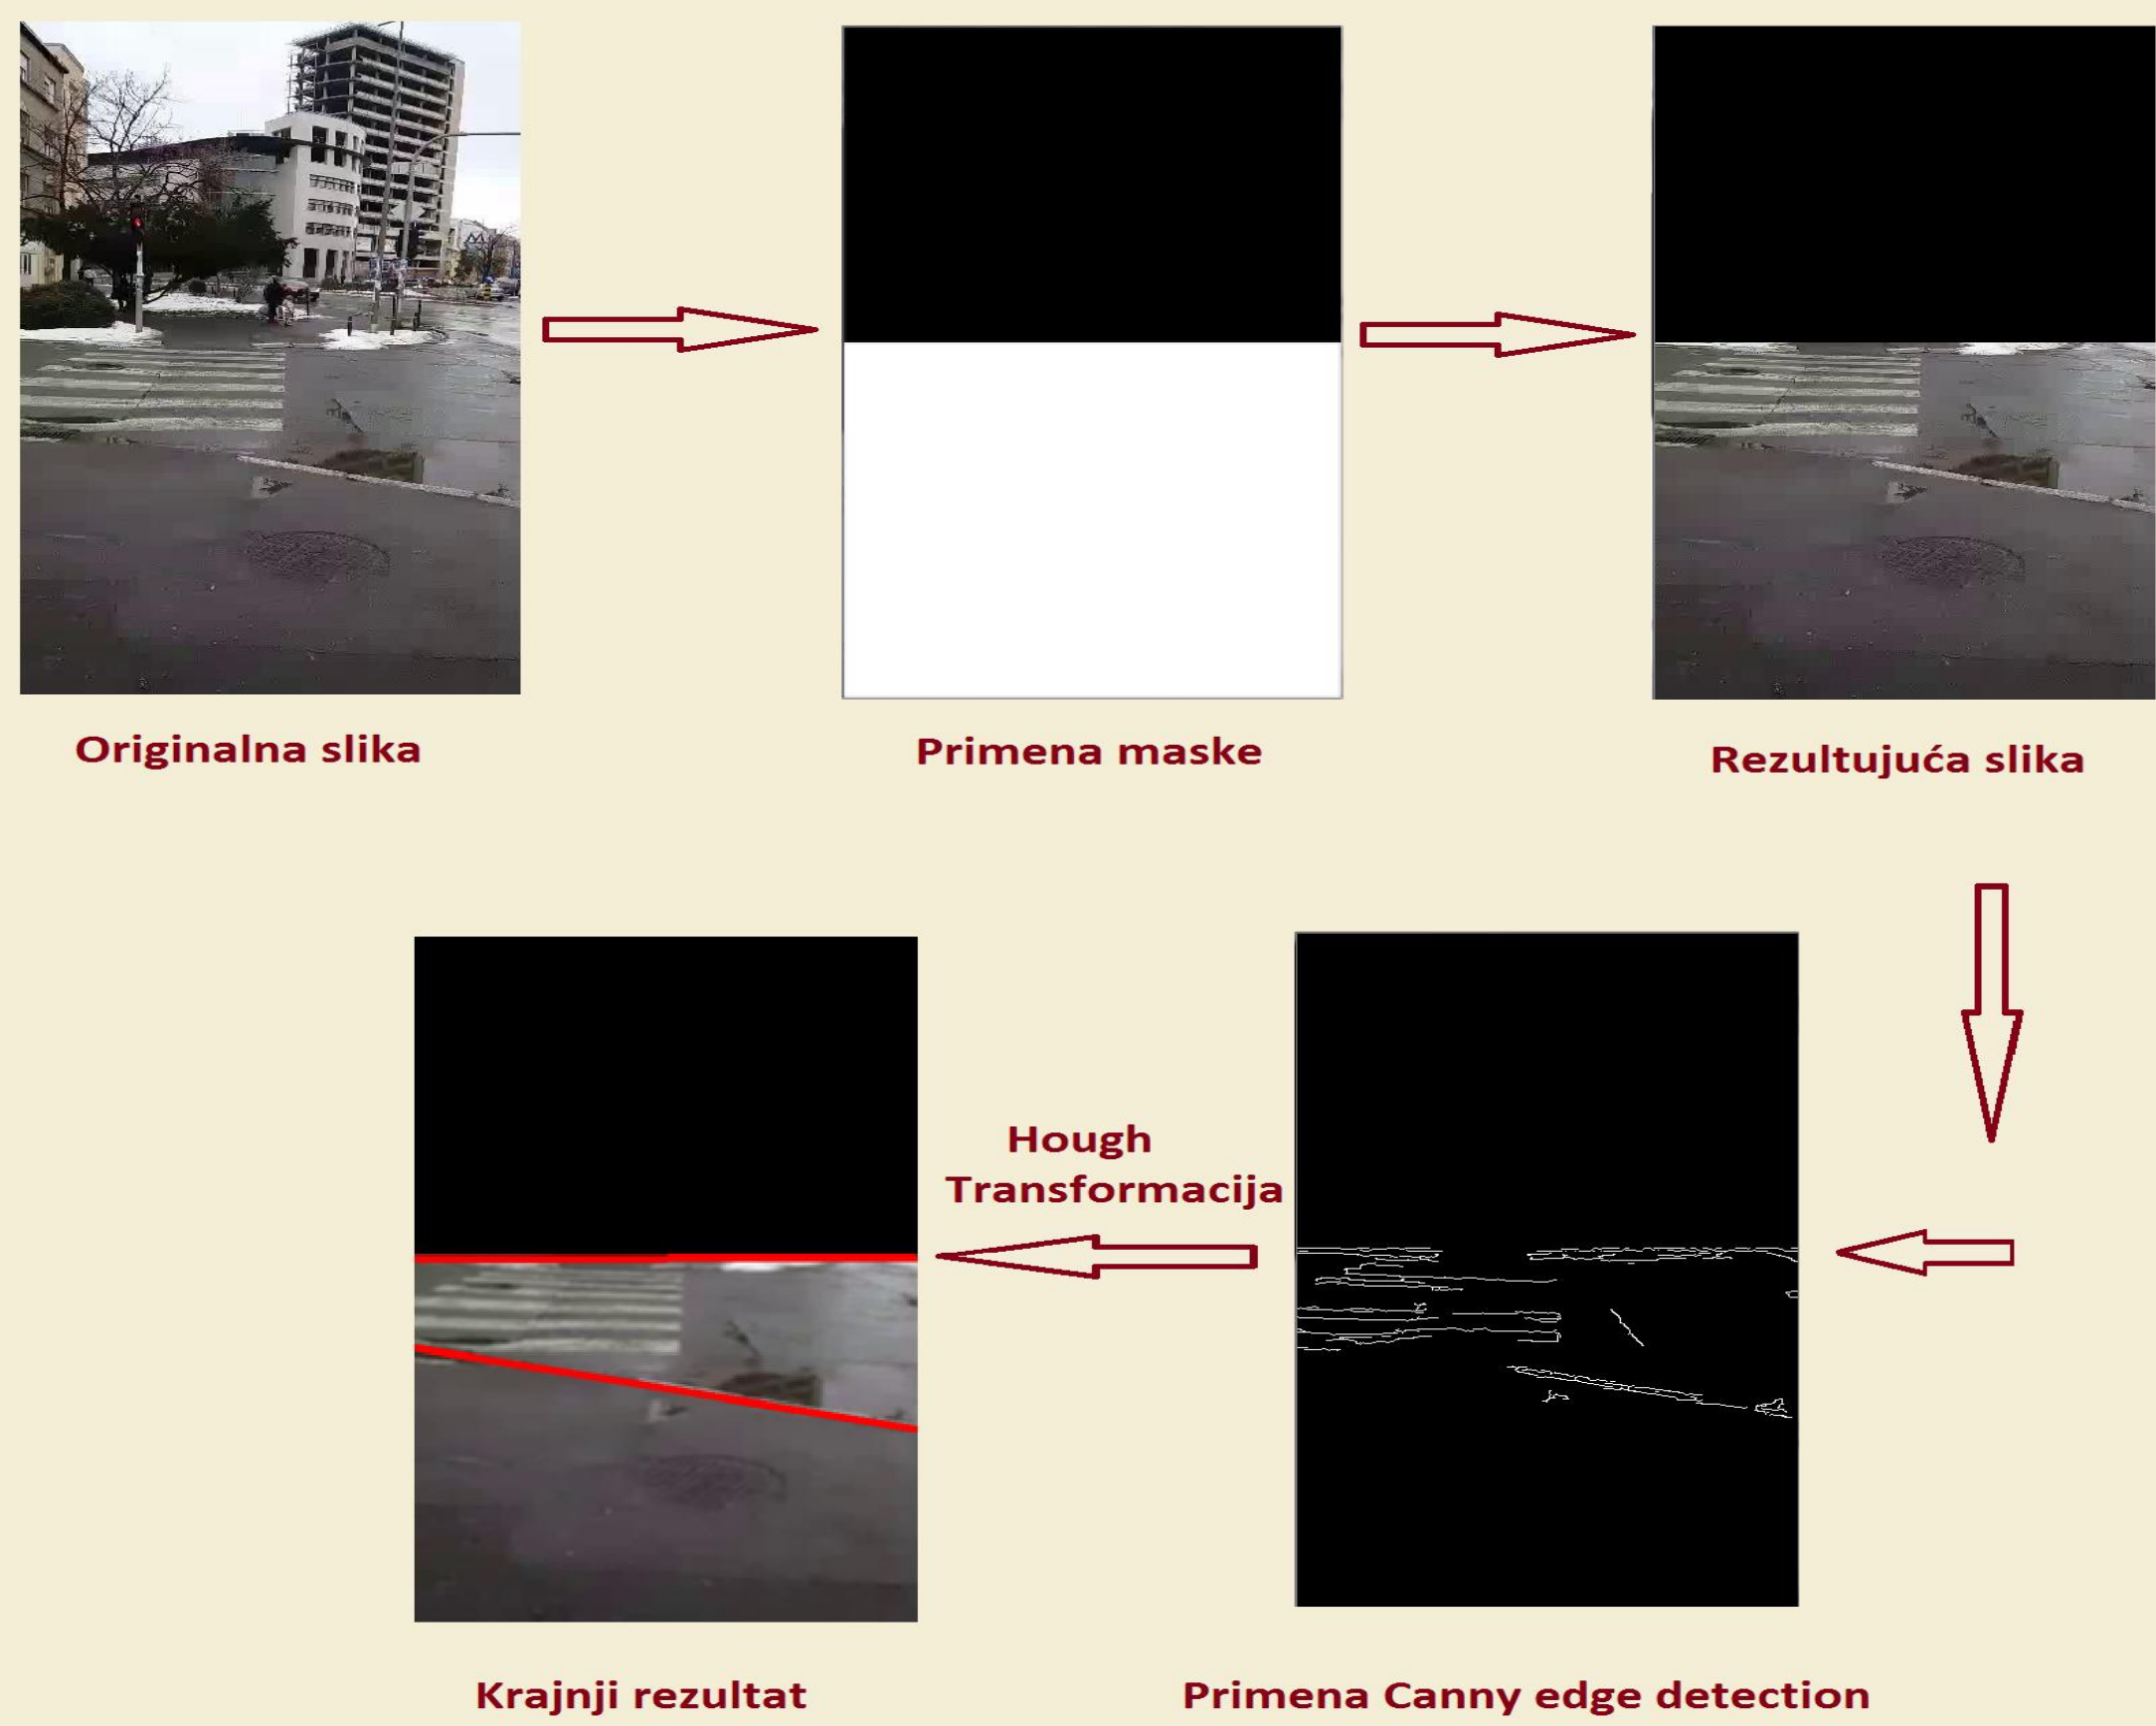 Originalna slika
Primena maske
Rezultujuća slika
Hough
Transformacija
Krajnji rezultat
Primena Canny edge detection